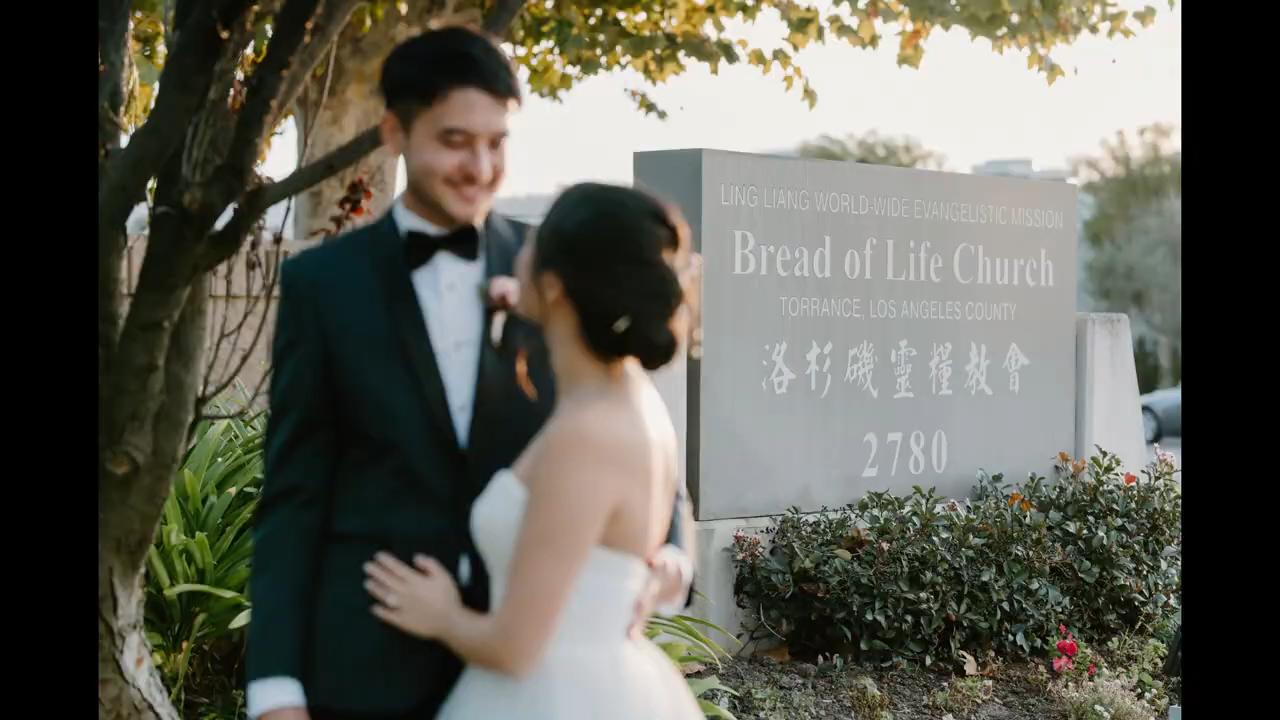 LING LIANG WORLD-WIDE EVANGELISTIC MISSION
Bread of Life Church
TORRANCE, LOS ANGELES COUNTY
洛杉磯靈糧教會
2780